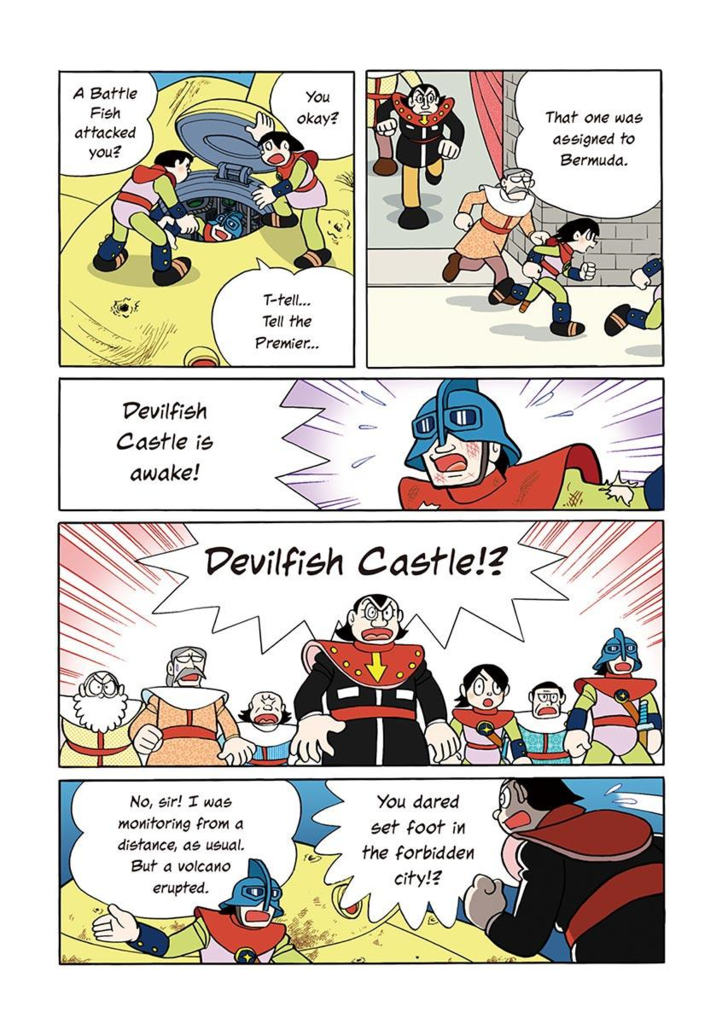 That one was
assigned to
Bermuda.
You
okay?
A Battle
Fish
attacked
you?
T-tell...
Tell the
Premier...
Devilfish
Castle is
awake!
Devilfish Castle!?
You dared
set foot in
the forbidden
city!?
No, sir! I was
monitoring from a
distance, as usual.
But a volcano
erupted.